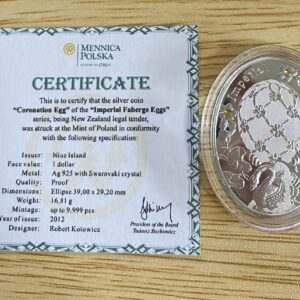 MENNICA
POLSKA
CERTIFICATE
This is to certify that the silver coin
"Coronation Egg" of the "Imperial Faberge Eggs"
series, being New Zealand legal tender,
was struck at the Mint of Poland in conformity
with the following specification:
Issuer: Niue Island
Face value: 1 dollar
Metal: Ag 925 with Swarovski crystal
Quality: Proof
Dimensions: Ellipse 39,00 x 29,20 mm
Weight: 16,81 g
Mintage: up to 9.999 pcs
Year of issue: 2012
Designer: Robert Kotowicz
President of the Board
Tadeusz Steckiewicz
Imperia